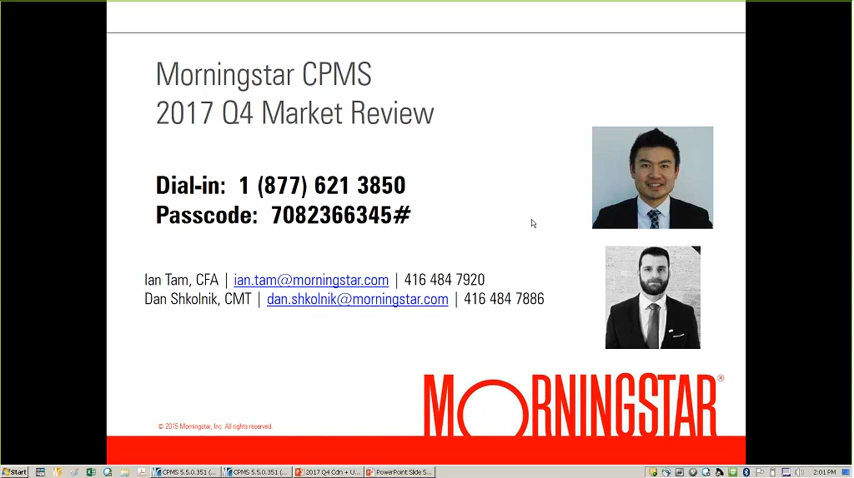 Morningstar CPMS
2017 Q4 Market Review
Dial-in: 1 (877) 621 3850
Passcode: 7082366345#
Ian Tam, CFA | ian.tam@morningstar.com | 416 484 7920
Dan Shkolnik, CMT | dan.shkolnik@morningstar.com | 416 484 7886
MORNINGSTAR®
© 2015 Morningstar, Inc. All rights reserved.
Start CPMS 5.5.0.351 (... CPMS 5.5.0.351 (... 2017 Q4 Cdn + U... PowerPoint Slide S... 2:01 PM